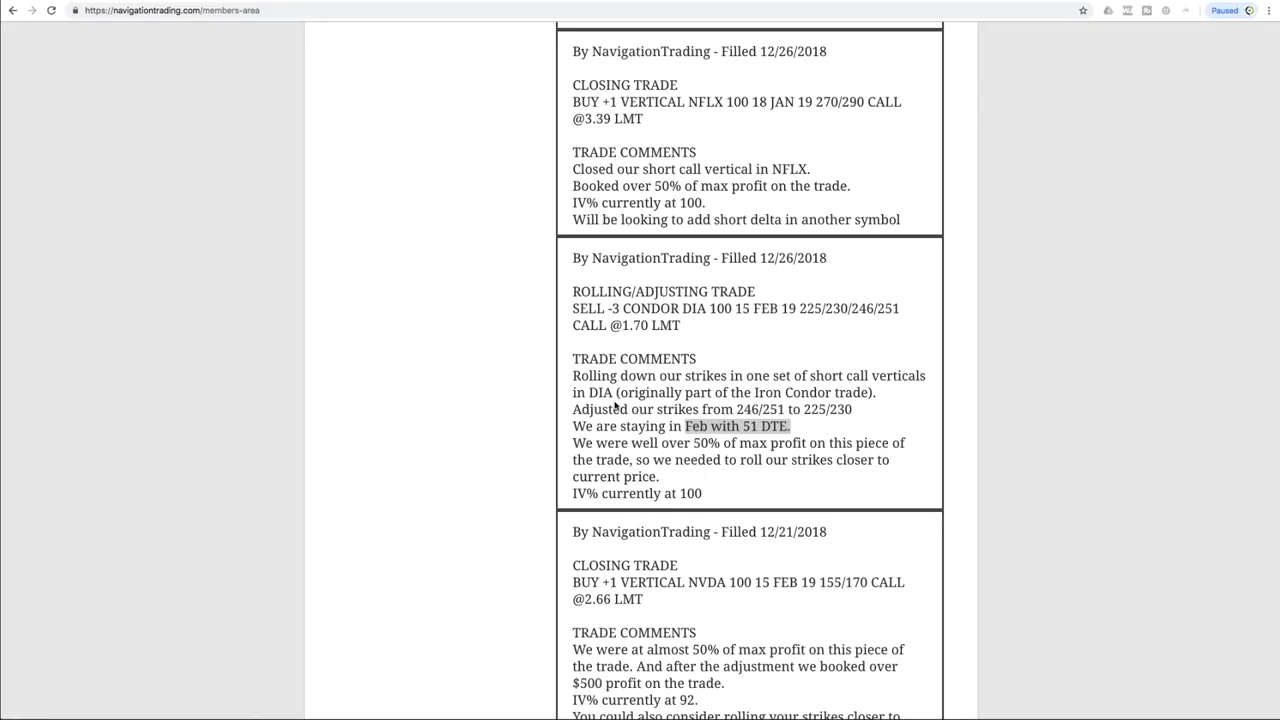 https://navigationtrading.com/members-area
Paused
By NavigationTrading - Filled 12/26/2018
CLOSING TRADE
BUY +1 VERTICAL NFLX 100 18 JAN 19 270/290 CALL
@3.39 LMT
TRADE COMMENTS
Closed our short call vertical in NFLX.
Booked over 50% of max profit on the trade.
IV% currently at 100.
Will be looking to add short delta in another symbol
By NavigationTrading - Filled 12/26/2018
ROLLING/ADJUSTING TRADE
SELL -3 CONDOR DIA 100 15 FEB 19 225/230/246/251
CALL @1.70 LMT
TRADE COMMENTS
Rolling down our strikes in one set of short call verticals
in DIA (originally part of the Iron Condor trade).
Adjusted our strikes from 246/251 to 225/230
We are staying in Feb with 51 DTE.
We were well over 50% of max profit on this piece of
the trade, so we needed to roll our strikes closer to
current price.
IV% currently at 100
By NavigationTrading - Filled 12/21/2018
CLOSING TRADE
BUY +1 VERTICAL NVDA 100 15 FEB 19 155/170 CALL
@2.66 LMT
TRADE COMMENTS
We were at almost 50% of max profit on this piece of
the trade. And after the adjustment we booked over
$500 profit on the trade.
IV% currently at 92.
You could also consider rolling your strikes closer to